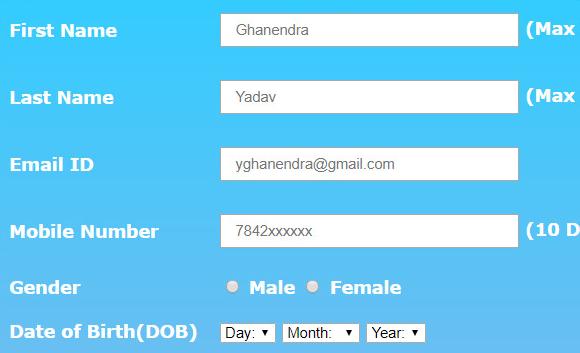 First Name Ghanendra (Max
Last Name Yadav (Max
Email ID yghanendra@gmail.com
Mobile Number 7842xxxxxx (10 D
Gender Male Female
Date of Birth(DOB) Day: Month: Year: